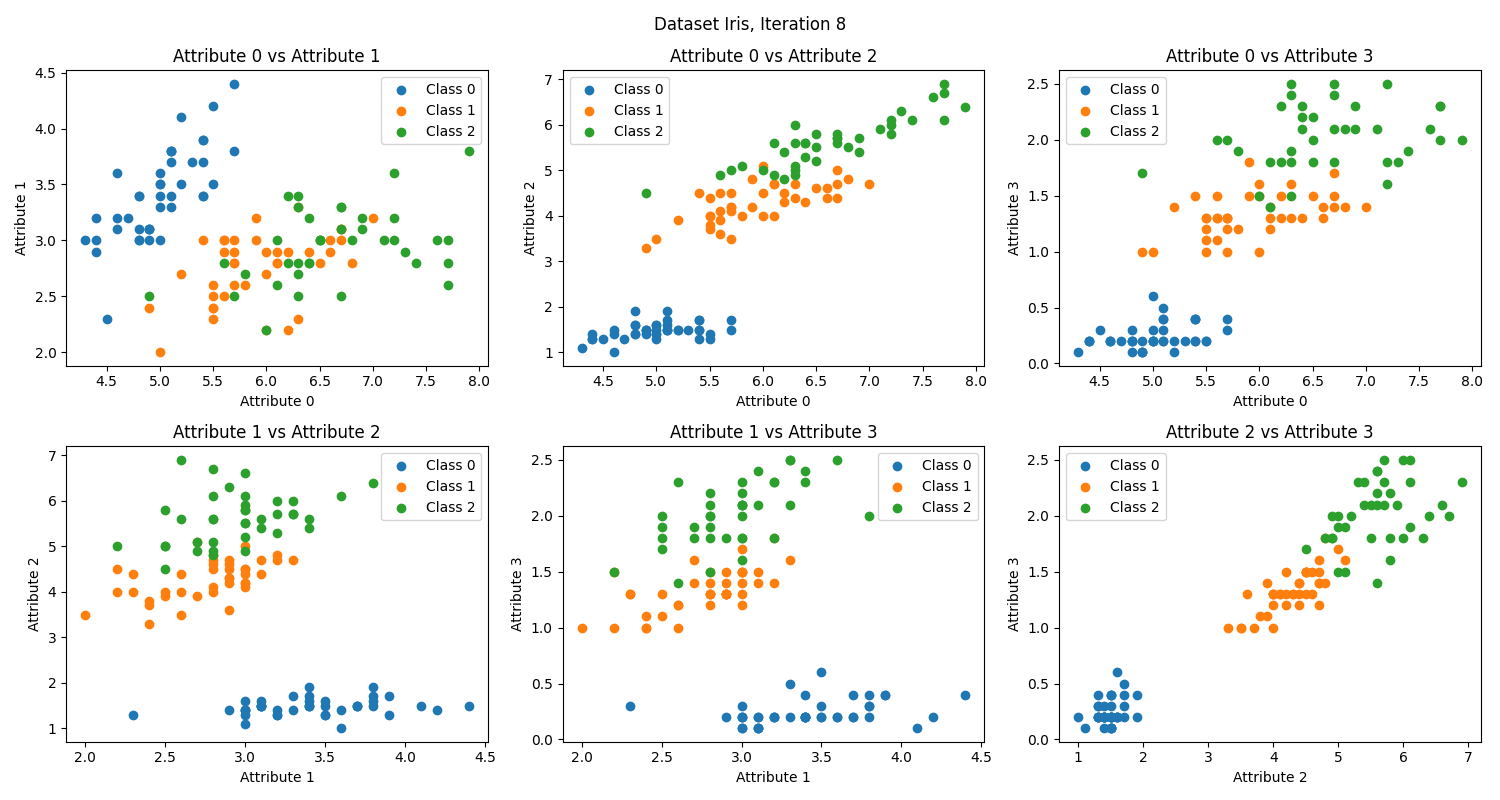 Dataset Iris, Iteration 8
Attribute 0 vs Attribute 1
4.5
4.0
3.5
3.0
2.5
2.0
Attribute 1
4.5 5.0 5.5 6.0 6.5 7.0 7.5 8.0
Attribute 0
Class 0
Class 1
Class 2
Attribute 0 vs Attribute 2
7
6
5
4
3
2
1
Attribute 2
4.5 5.0 5.5 6.0 6.5 7.0 7.5 8.0
Attribute 0
Class 0
Class 1
Class 2
Attribute 0 vs Attribute 3
2.5
2.0
1.5
1.0
0.5
0.0
Attribute 3
4.5 5.0 5.5 6.0 6.5 7.0 7.5 8.0
Attribute 0
Class 0
Class 1
Class 2
Attribute 1 vs Attribute 2
7
6
5
4
3
2
1
Attribute 2
2.0 2.5 3.0 3.5 4.0 4.5
Attribute 1
Class 0
Class 1
Class 2
Attribute 1 vs Attribute 3
2.5
2.0
1.5
1.0
0.5
0.0
Attribute 3
2.0 2.5 3.0 3.5 4.0 4.5
Attribute 1
Class 0
Class 1
Class 2
Attribute 2 vs Attribute 3
2.5
2.0
1.5
1.0
0.5
0.0
Attribute 3
1 2 3 4 5 6 7
Attribute 2
Class 0
Class 1
Class 2